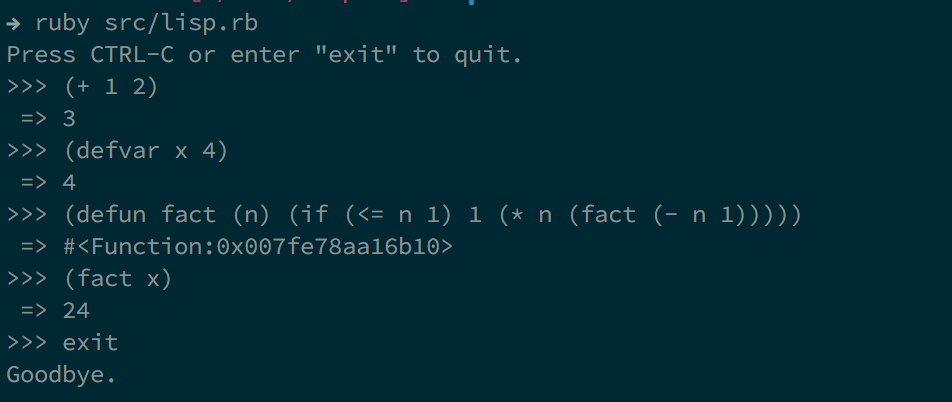 → ruby src/lisp.rb
Press CTRL-C or enter "exit" to quit.
>>> (+ 1 2)
 => 3
>>> (defvar x 4)
 => 4
>>> (defun fact (n) (if (<= n 1) 1 (* n (fact (- n 1)))))
 => #<Function:0x007fe78aa16b10>
>>> (fact x)
 => 24
>>> exit
Goodbye.